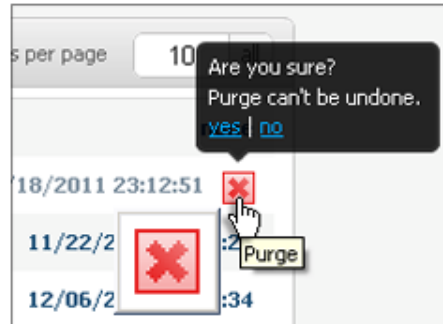 s per page 10 all
Are you sure?
Purge can't be undone.
yes | no
/18/2011 23:12:51
11/22/2 :2
Purge
12/06/2 :34